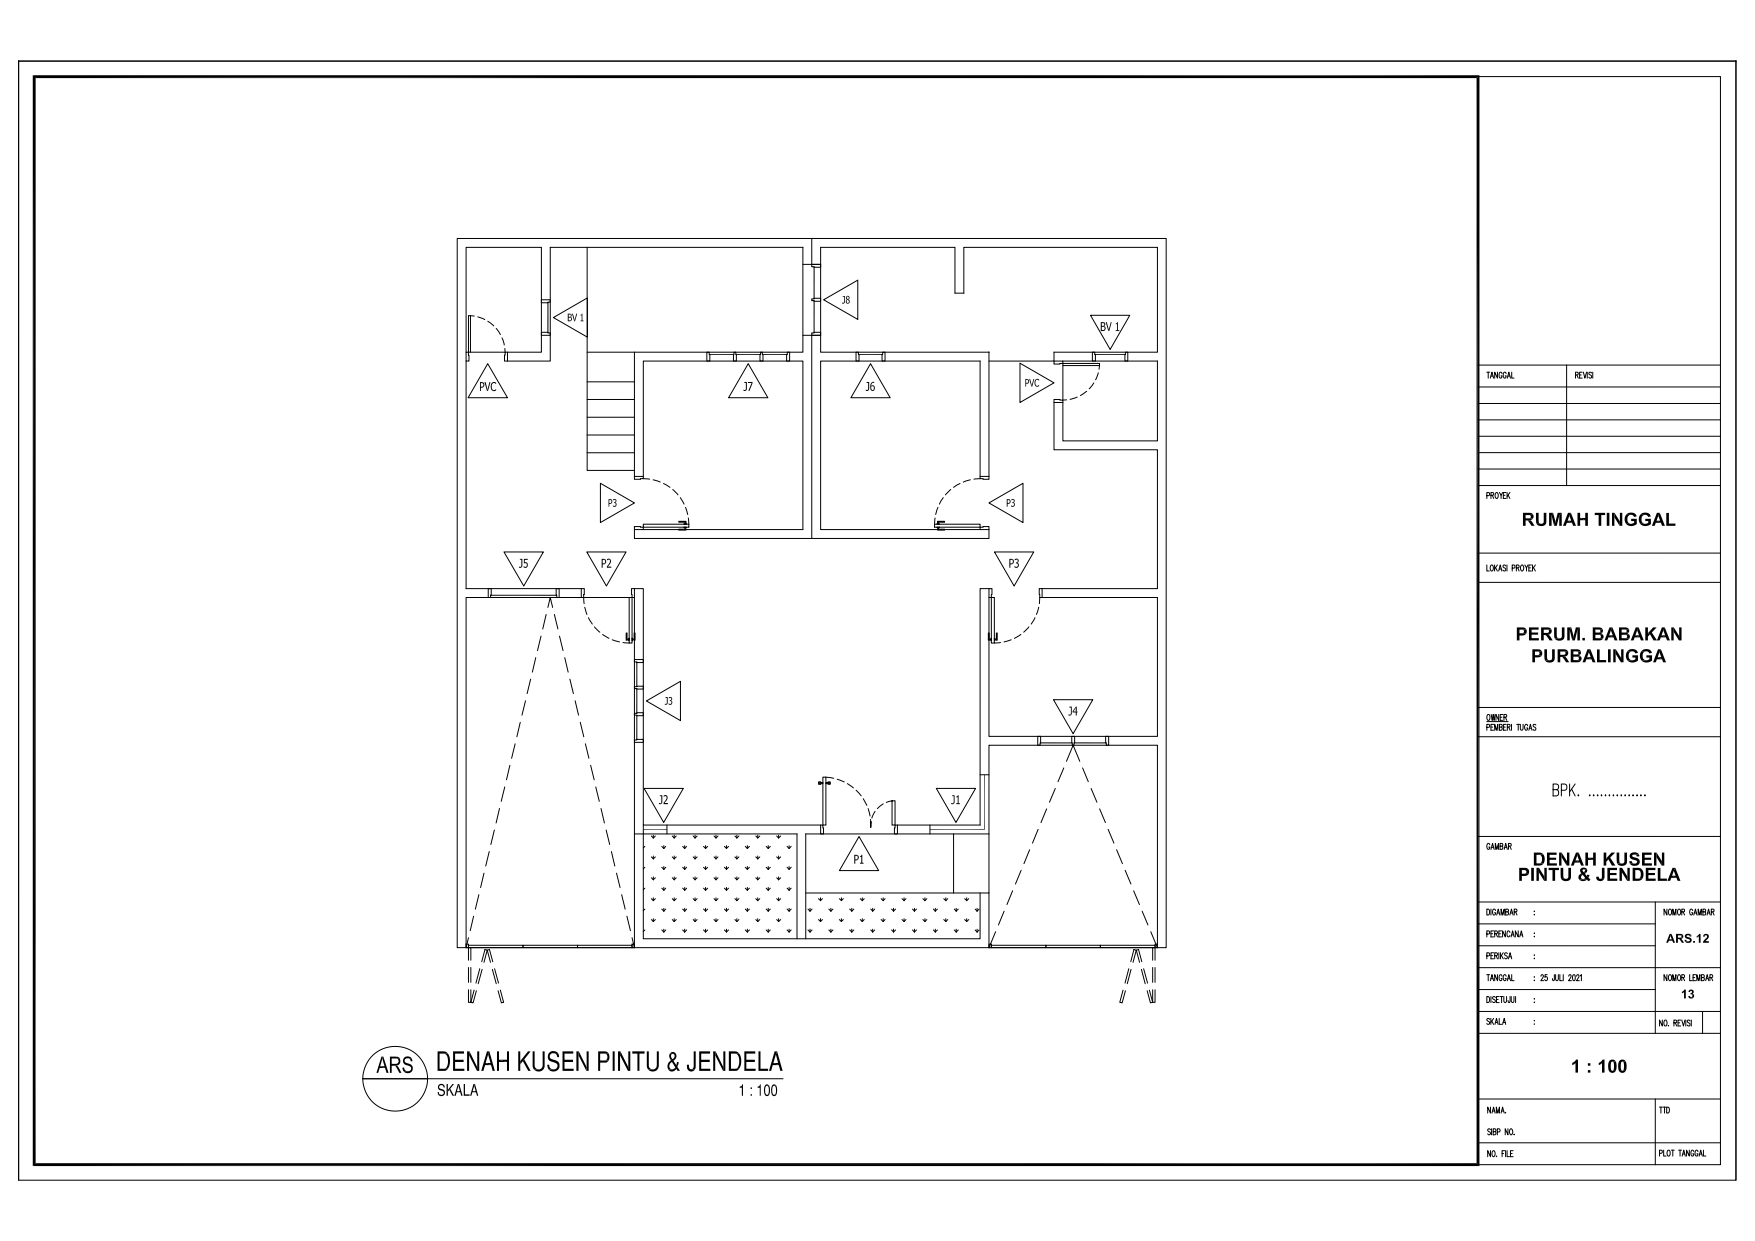 J8
BV 1
BV 1
PVC
J7
J6
PVC
P3
P3
J5
P2
P3
J3
J4
J2
J1
P1
ARS
DENAH KUSEN PINTU & JENDELA
SKALA 1 : 100
TANGGAL REVISI
PROYEK
RUMAH TINGGAL
LOKASI PROYEK
PERUM. BABAKAN
PURBALINGGA
OWNER
PEMBERI TUGAS
BPK. ...............
GAMBAR
DENAH KUSEN
PINTU & JENDELA
DIGAMBAR : NOMOR GAMBAR
PERENCANA : ARS.12
PERIKSA :
TANGGAL : 25 JULI 2021 NOMOR LEMBAR
DISETUJUI : 13
SKALA : NO. REVISI
1 : 100
NAMA. TTD
SIBP NO.
NO. FILE PLOT TANGGAL